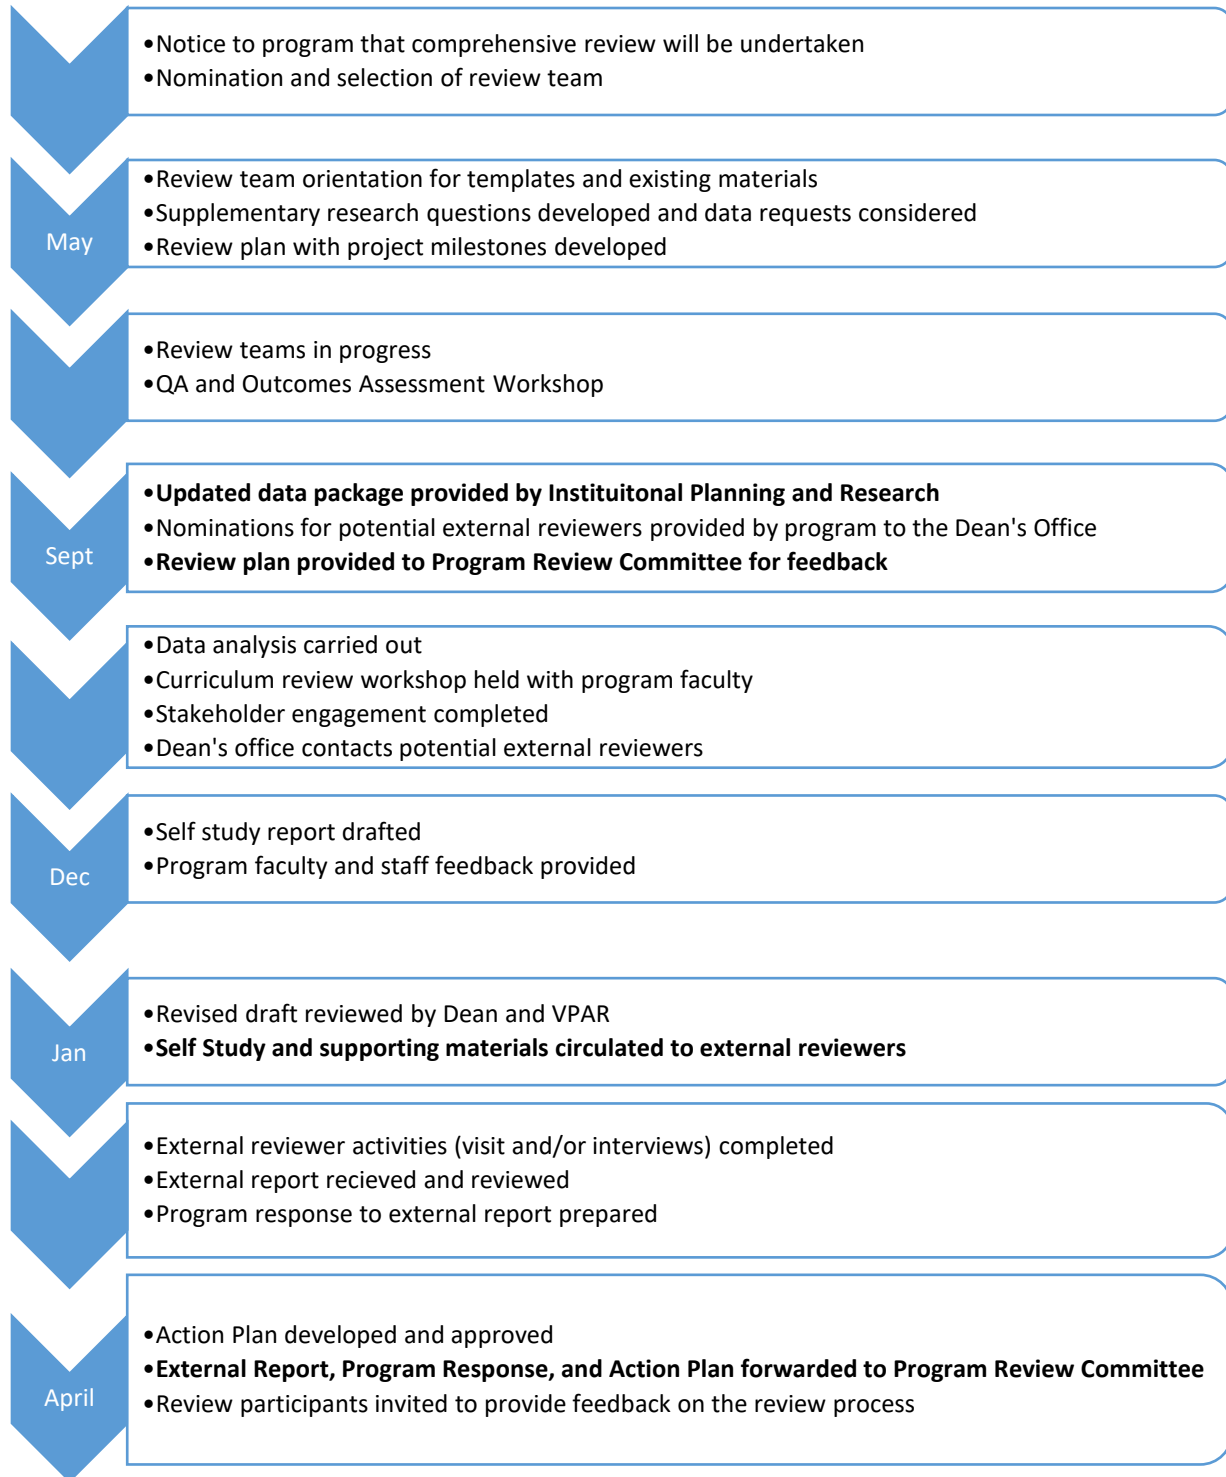 •Notice to program that comprehensive review will be undertaken
•Nomination and selection of review team
May
•Review team orientation for templates and existing materials
•Supplementary research questions developed and data requests considered
•Review plan with project milestones developed
•Review teams in progress
•QA and Outcomes Assessment Workshop
Sept
•Updated data package provided by Instituitonal Planning and Research
•Nominations for potential external reviewers provided by program to the Dean's Office
•Review plan provided to Program Review Committee for feedback
•Data analysis carried out
•Curriculum review workshop held with program faculty
•Stakeholder engagement completed
•Dean's office contacts potential external reviewers
Dec
•Self study report drafted
•Program faculty and staff feedback provided
Jan
•Revised draft reviewed by Dean and VPAR
•Self Study and supporting materials circulated to external reviewers
•External reviewer activities (visit and/or interviews) completed
•External report recieved and reviewed
•Program response to external report prepared
April
•Action Plan developed and approved
•External Report, Program Response, and Action Plan forwarded to Program Review Committee
•Review participants invited to provide feedback on the review process